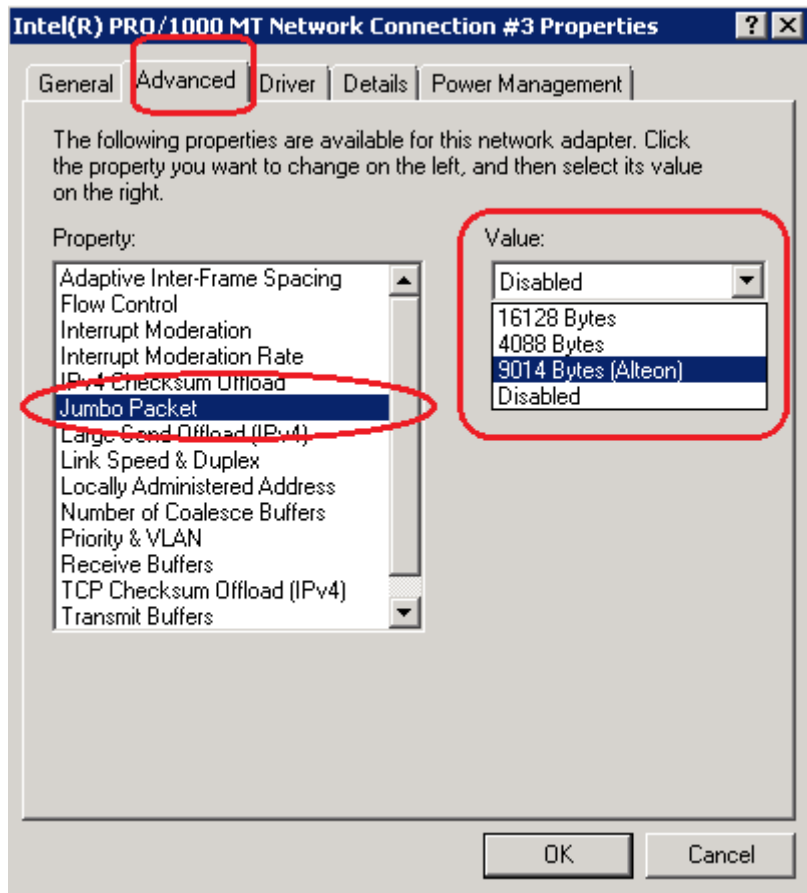 Intel(R) PRO/1000 MT Network Connection #3 Properties
General Advanced Driver Details Power Management
The following properties are available for this network adapter. Click
the property you want to change on the left, and then select its value
on the right.
Property:
Adaptive Inter-Frame Spacing
Flow Control
Interrupt Moderation
Interrupt Moderation Rate
IPv4 Checksum Offload
Jumbo Packet
Large Send Offload (IPv4)
Link Speed & Duplex
Locally Administered Address
Number of Coalesce Buffers
Priority & VLAN
Receive Buffers
TCP Checksum Offload (IPv4)
Transmit Buffers
Value:
Disabled
16128 Bytes
4088 Bytes
9014 Bytes (Alteon)
Disabled
OK Cancel